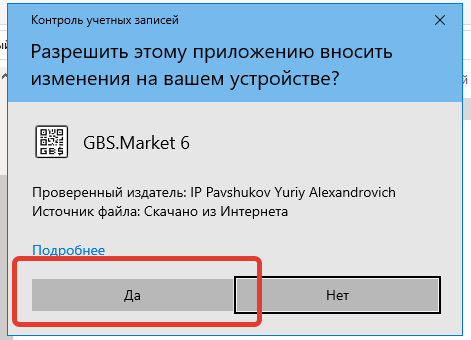 Контроль учетных записей
Разрешить этому приложению вносить
изменения на вашем устройстве?
GBS
GBS.Market 6
Проверенный издатель: IP Pavshukov Yuriy Alexandrovich
Источник файла: Скачано из Интернета
Подробнее
Да
Нет